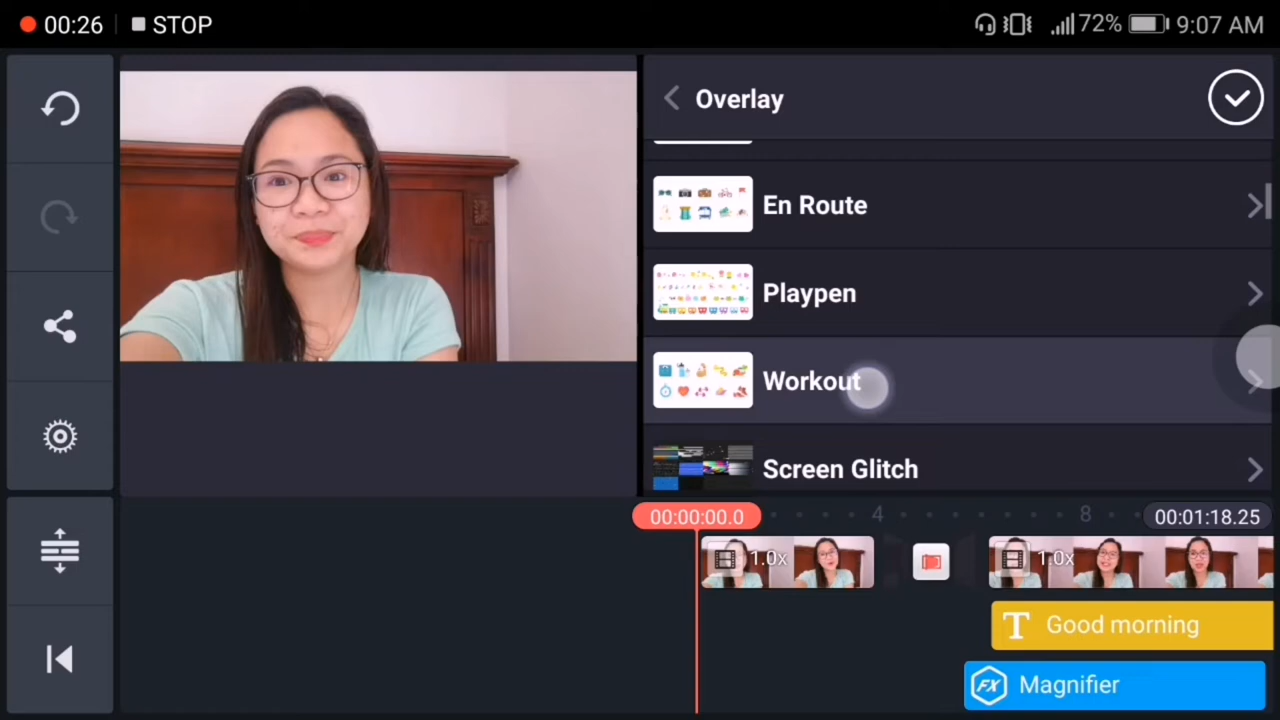 00:26 STOP 72% 9:07 AM
Overlay
En Route
Playpen
Workout
Screen Glitch
00:00:00.0 4 8 00:01:18.25
1.0x 1.0x
T Good morning
FX Magnifier